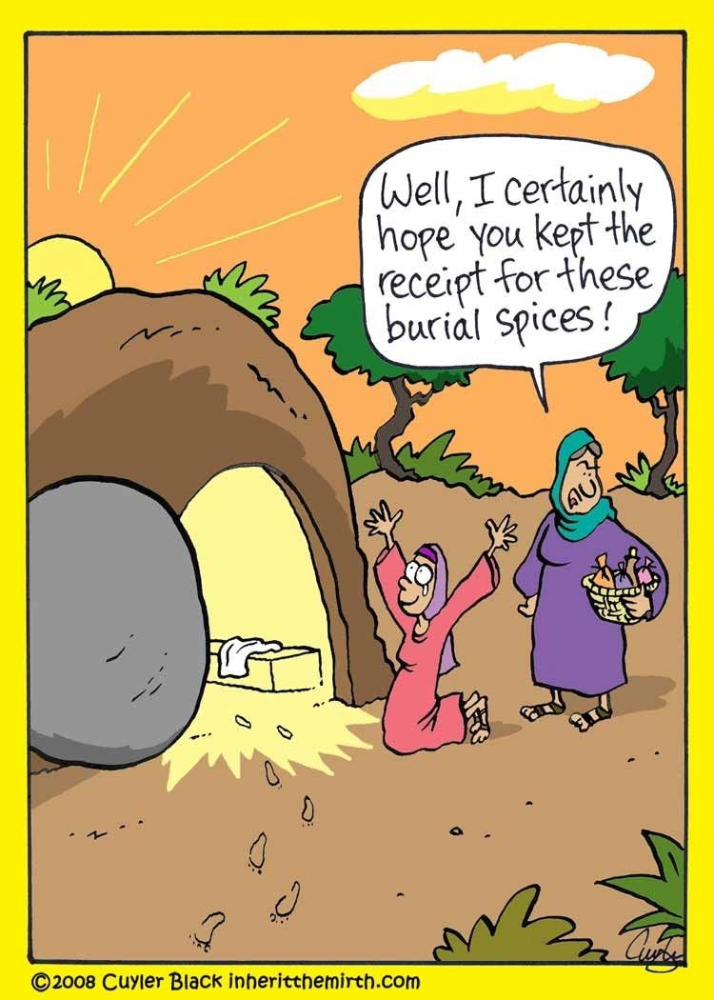 Well, I certainly
hope you kept the
receipt for these
burial spices!
©2008 Cuyler Black inheritthemirth.com